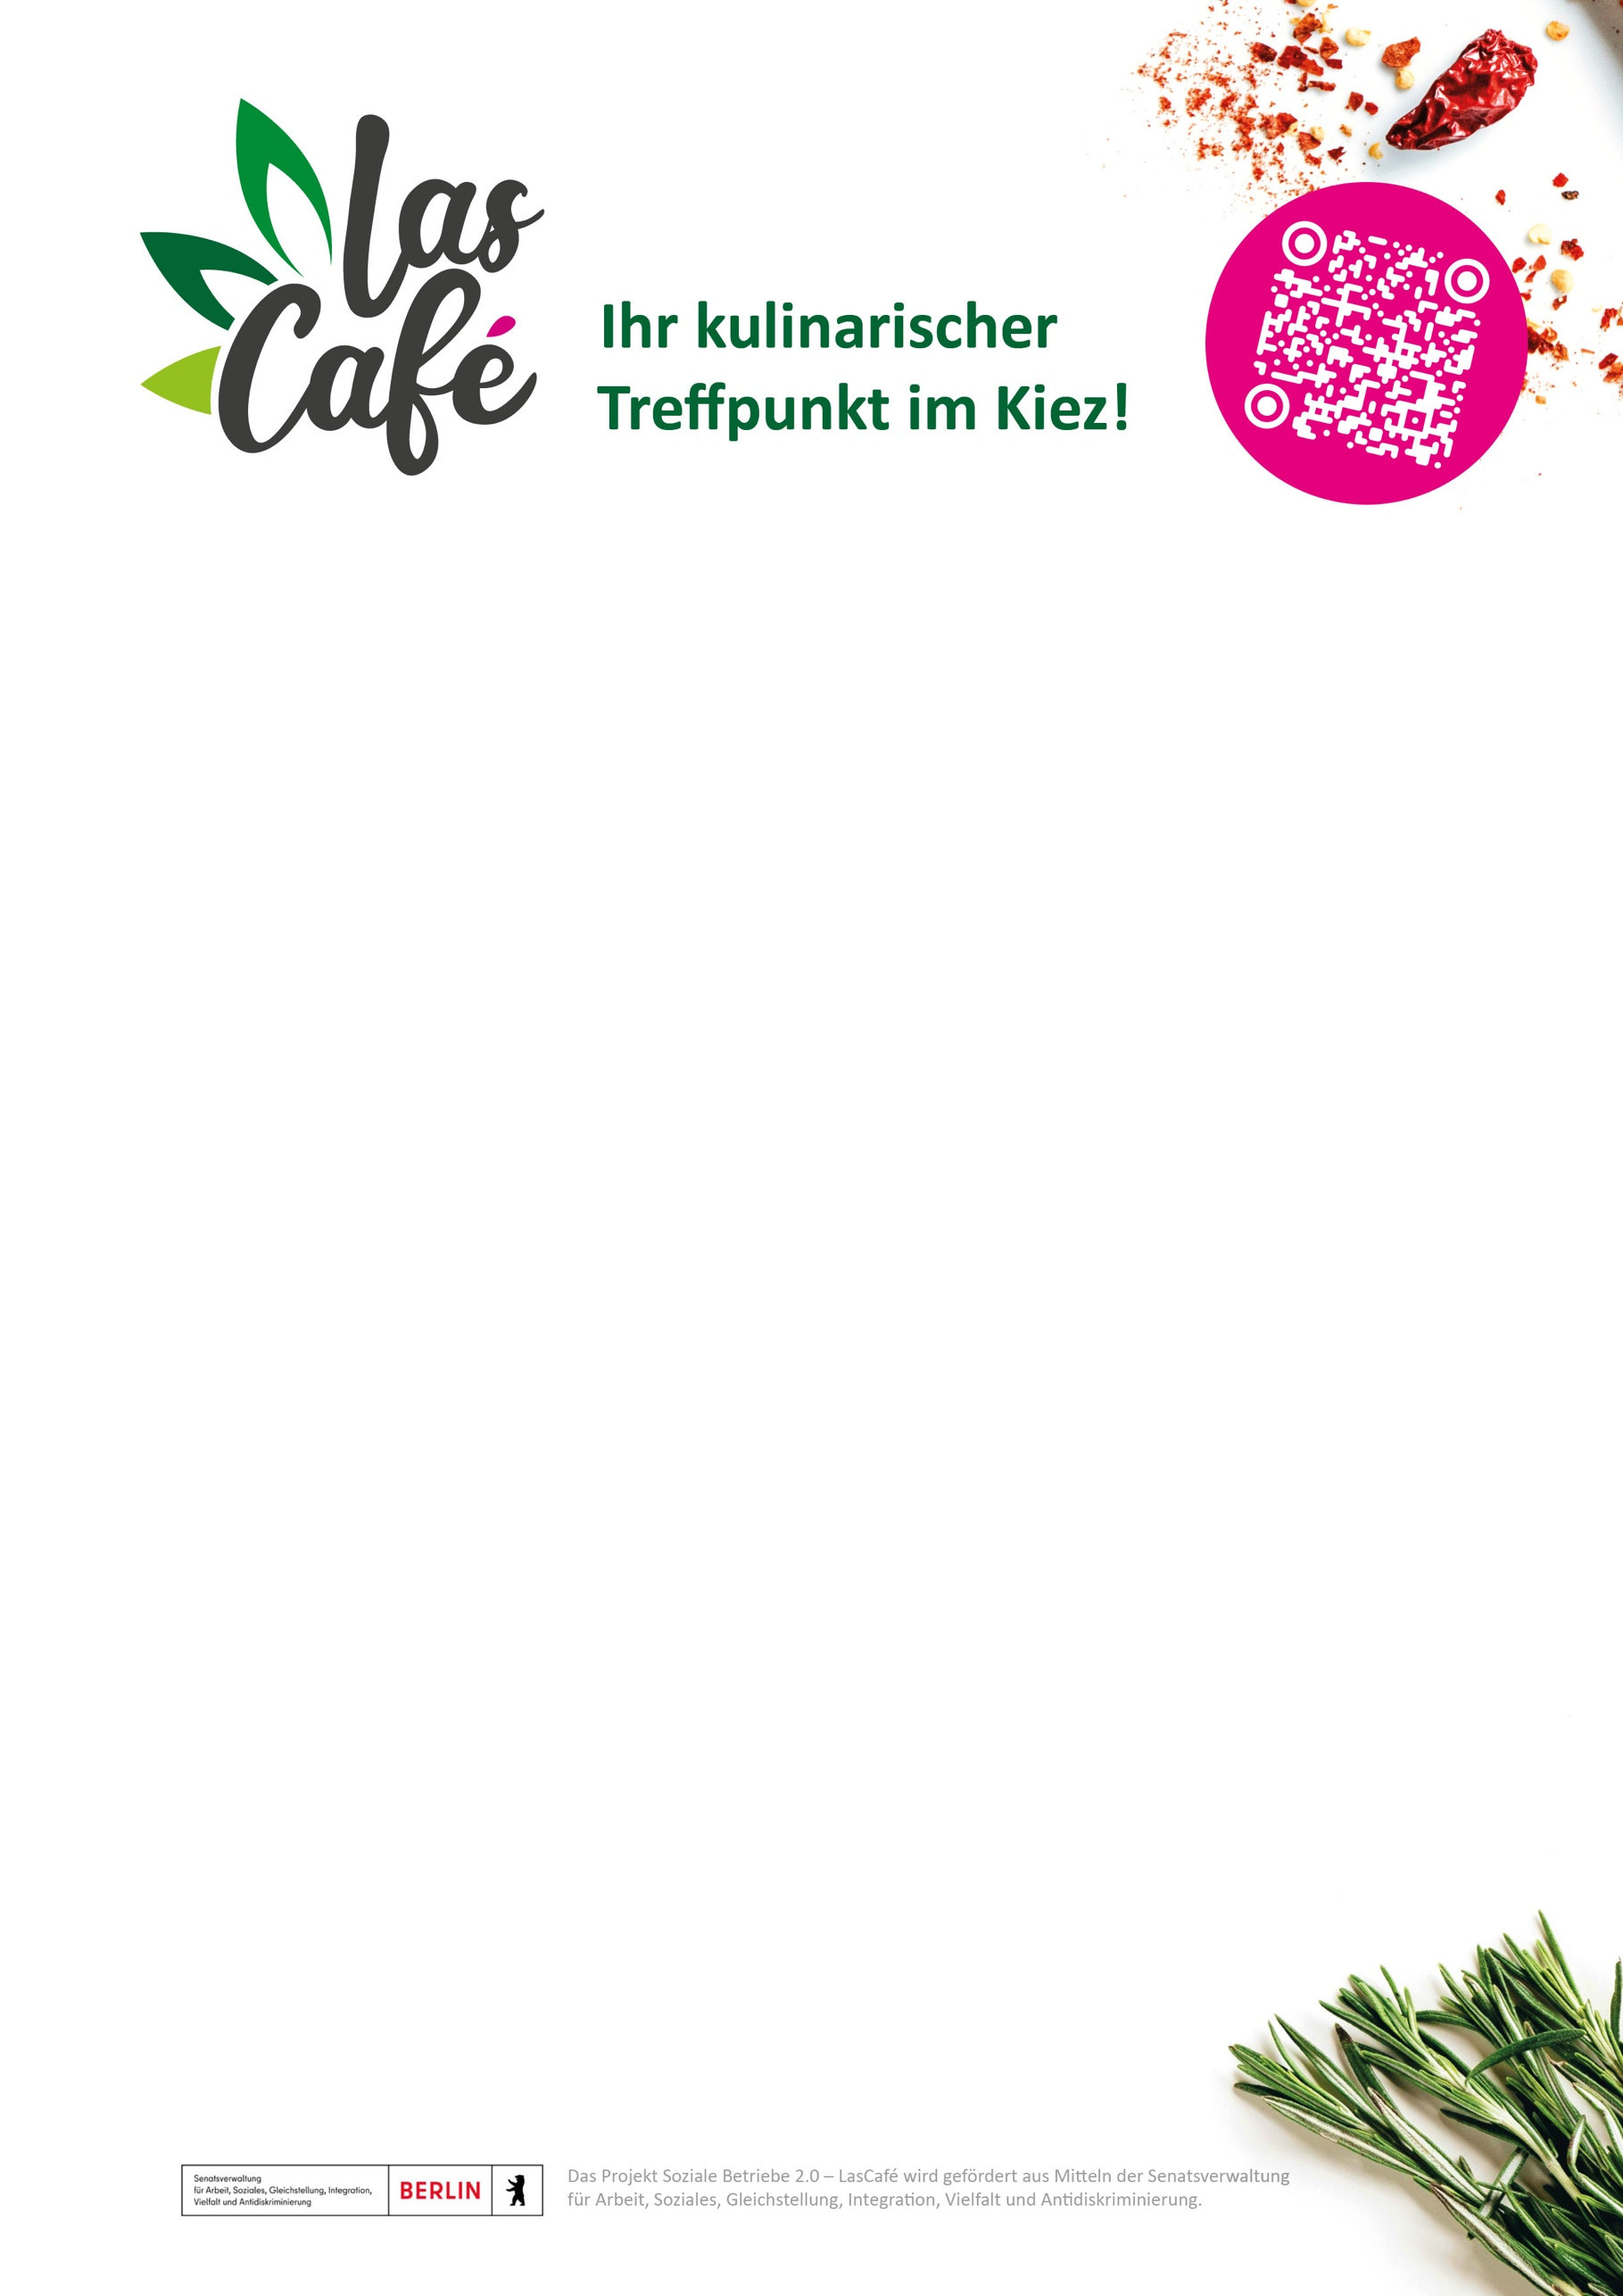 las
Café
Ihr kulinarischer
Treffpunkt im Kiez!
Senatsverwaltung
für Arbeit, Soziales, Gleichstellung, Integration,
Vielfalt und Antidiskriminierung
BERLIN
Das Projekt Soziale Betriebe 2.0 – LasCafé wird gefördert aus Mitteln der Senatsverwaltung
für Arbeit, Soziales, Gleichstellung, Integration, Vielfalt und Antidiskriminierung.